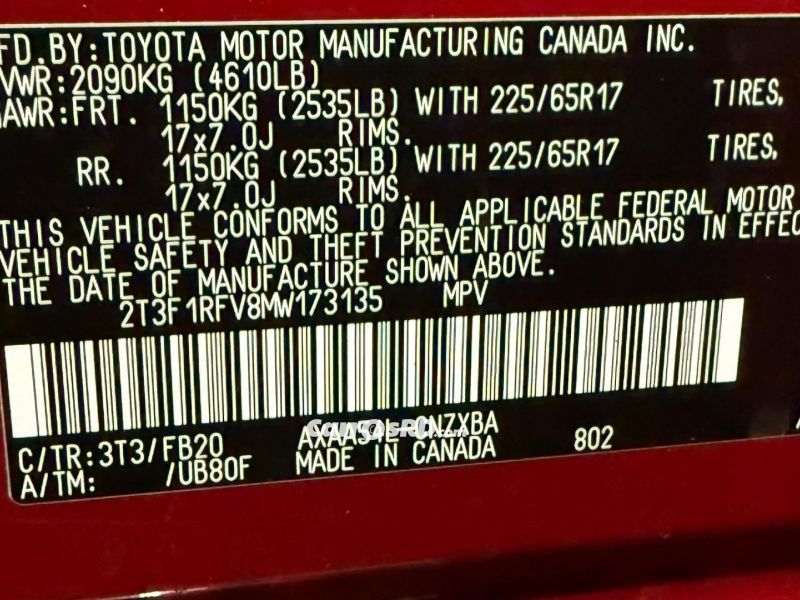 FD. BY: TOYOTA MOTOR MANUFACTURING CANADA INC.
VWR: 2090KG (4610LB)
AWR: FRT. 1150KG (2535LB) WITH 225/65R17 TIRES,
17x7.0J RIMS.
RR. 1150KG (2535LB) WITH 225/65R17 TIRES,
17x7.0J RIMS.
THIS VEHICLE CONFORMS TO ALL APPLICABLE FEDERAL MOTOR
VEHICLE SAFETY AND THEFT PREVENTION STANDARDS IN EFFEC
THE DATE OF MANUFACTURE SHOWN ABOVE.
2T3F1RFV8MW173135 MPV
C/TR: 3T3/FB20 NZXBA 802
A/TM: /UB80F MADE IN CANADA